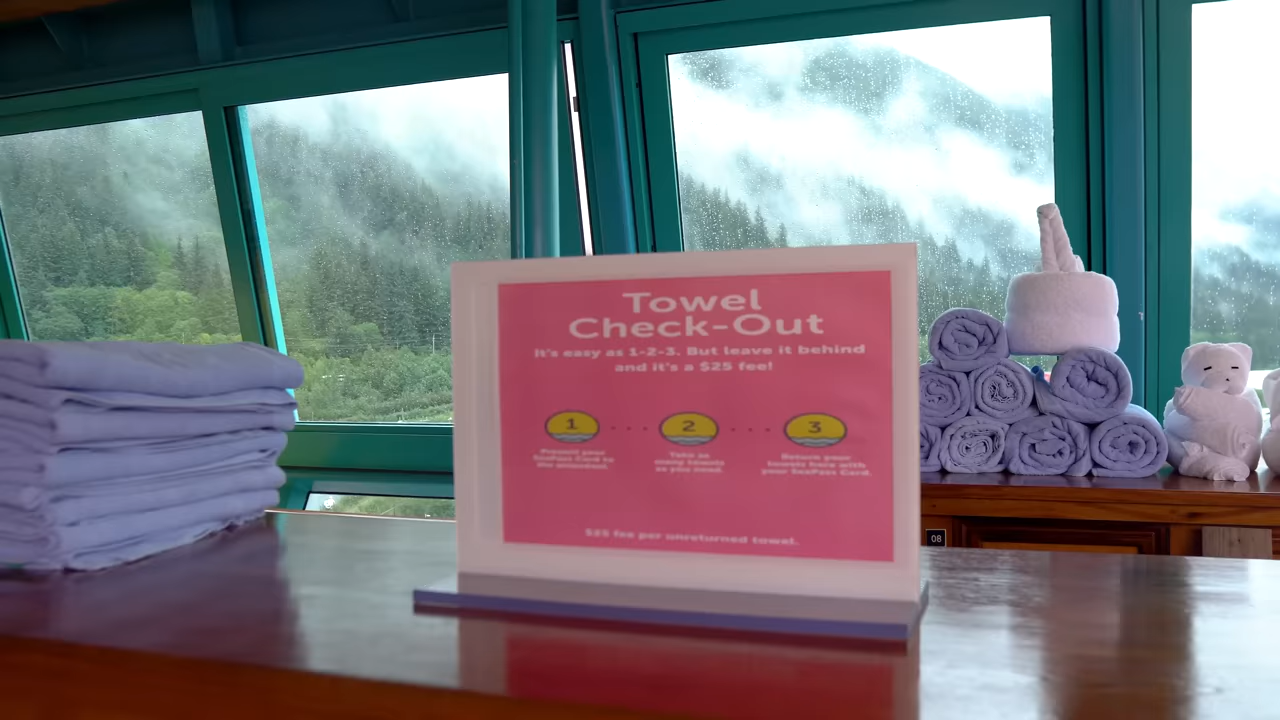 Towel
Check-Out
It's easy as 1-2-3. But leave it behind
and it's a $25 fee!
1 2 3
Present your
SeaPass Card to
the attendant.
Take as
many towels
as you need.
Return your
towels here with
your SeaPass Card.
$25 fee per unreturned towel.
08